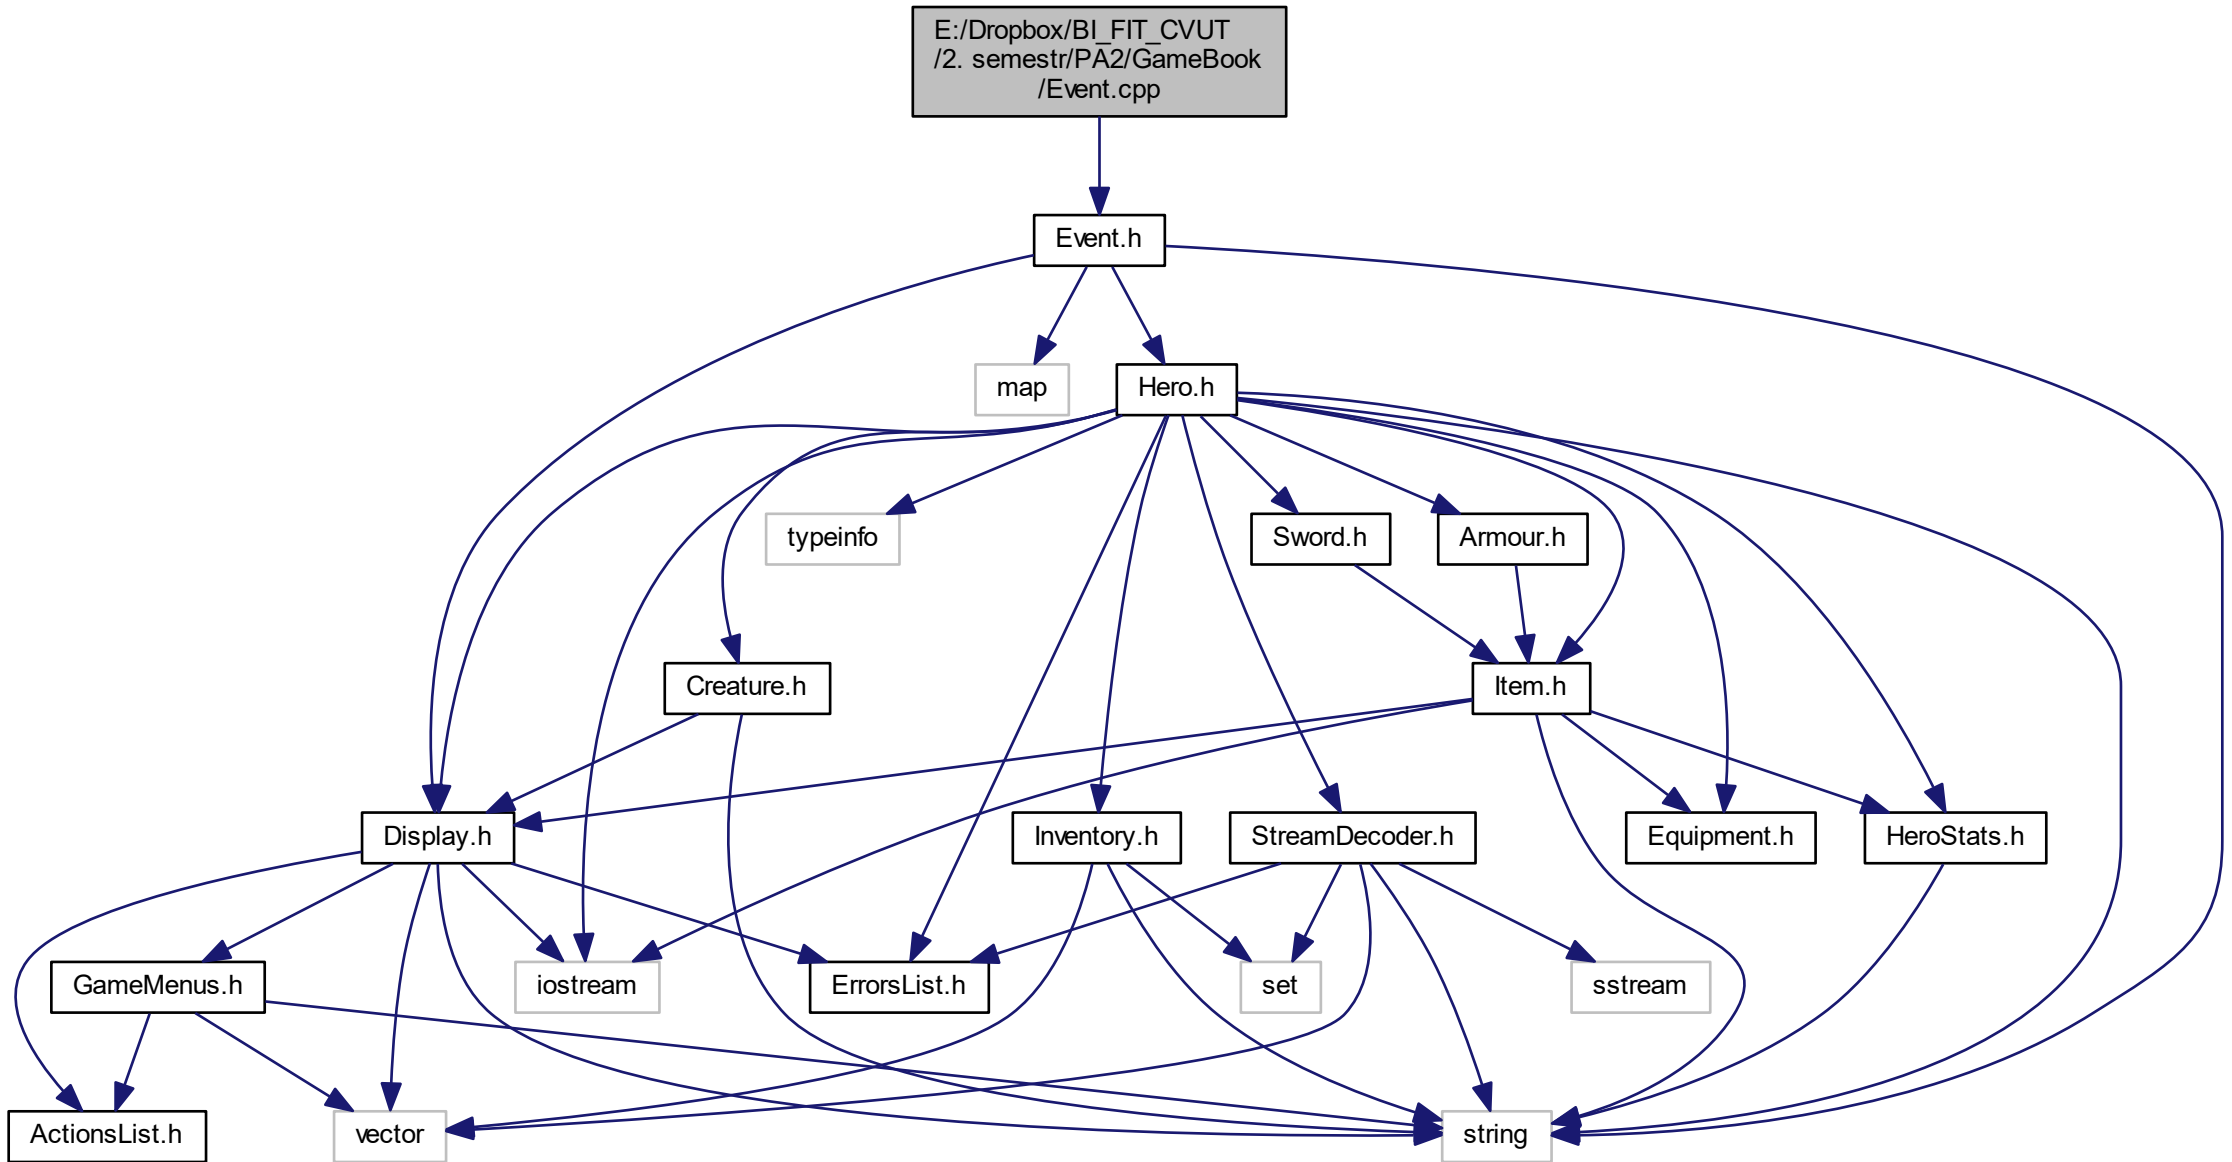 E:/Dropbox/BI_FIT_CVUT
/2. semestr/PA2/GameBook
/Event.cpp
Event.h
map
Hero.h
typeinfo
Sword.h
Armour.h
Creature.h
Item.h
Display.h
Inventory.h
StreamDecoder.h
Equipment.h
HeroStats.h
GameMenus.h
iostream
ErrorsList.h
set
sstream
ActionsList.h
vector
string